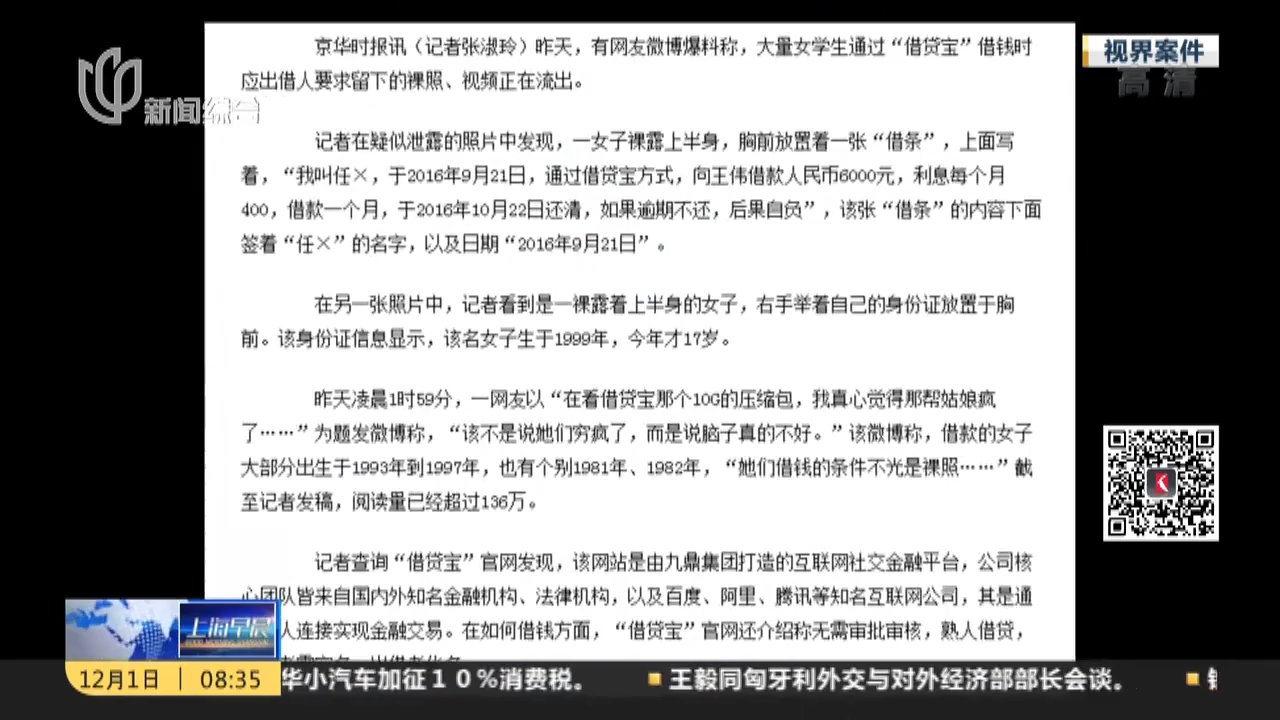 京华时报讯（记者张淑玲）昨天，有网友微博爆料称，大量女学生通过“借贷宝”借钱时
应出借人要求留下的裸照、视频正在流出。
记者在疑似泄露的照片中发现，一女子裸露上半身，胸前放置着一张“借条”，上面写
着，“我叫任×，于2016年9月21日，通过借贷宝方式，向王伟借款人民币6000元，利息每个月
400，借款一个月，于2016年10月22日还清，如果逾期不还，后果自负”，该张“借条”的内容下面
签着“任×”的名字，以及日期“2016年9月21日”。
在另一张照片中，记者看到是一裸露着上半身的女子，右手举着自己的身份证放置于胸
前。该身份证信息显示，该名女子生于1999年，今年才17岁。
昨天凌晨1时59分，一网友以“在看借贷宝那个10G的压缩包，我真心觉得那帮姑娘疯
了……”为题发微博称，“该不是说她们穷疯了，而是说脑子真的不好。”该微博称，借款的女子
大部分出生于1993年到1997年，也有个别1981年、1982年，“她们借钱的条件不光是裸照……”截
至记者发稿，阅读量已经超过136万。
记者查询“借贷宝”官网发现，该网站是由九鼎集团打造的互联网社交金融平台，公司核
心团队皆来自国内外知名金融机构、法律机构，以及百度、阿里、腾讯等知名互联网公司，其是通
人连接实现金融交易。在如何借钱方面，“借贷宝”官网还介绍称无需审批审核，熟人借贷，
新闻综合
视界案件
高清
上海早晨
12月1日 08:35
华小汽车加征10%消费税。 王毅同匈牙利外交与对外经济部部长会谈。